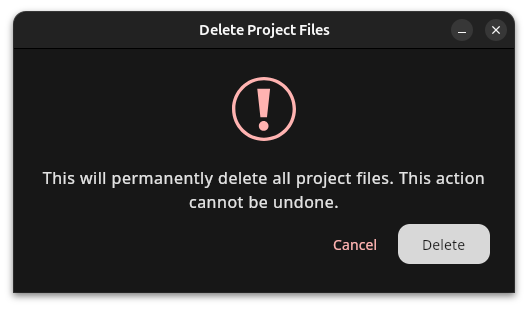 Delete Project Files
This will permanently delete all project files. This action
cannot be undone.
Cancel
Delete